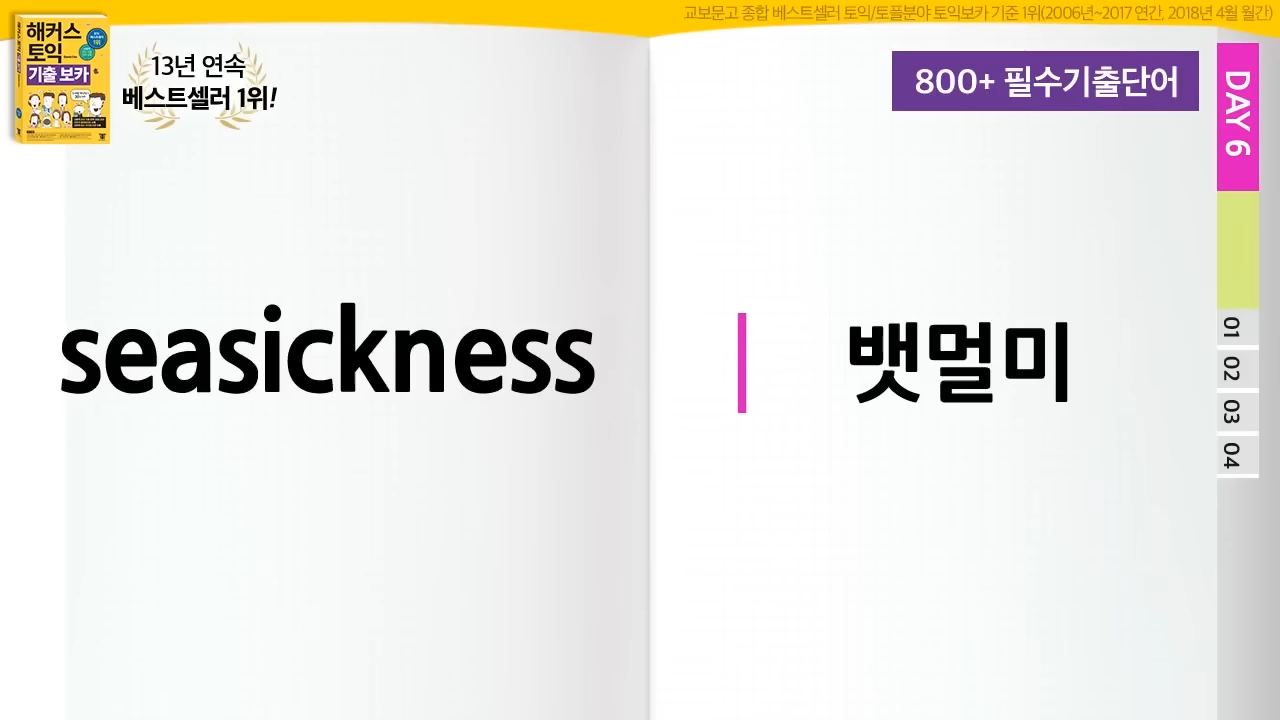 교보문고 종합 베스트셀러 토익/토플분야 토익보카 기준 1위(2006년~2017 연간, 2018년 4월 월간)
해커스
토익
기출 보카
13년 연속
베스트셀러 1위!
800+ 필수기출단어
DAY 6
seasickness
뱃멀미
01
02
03
04